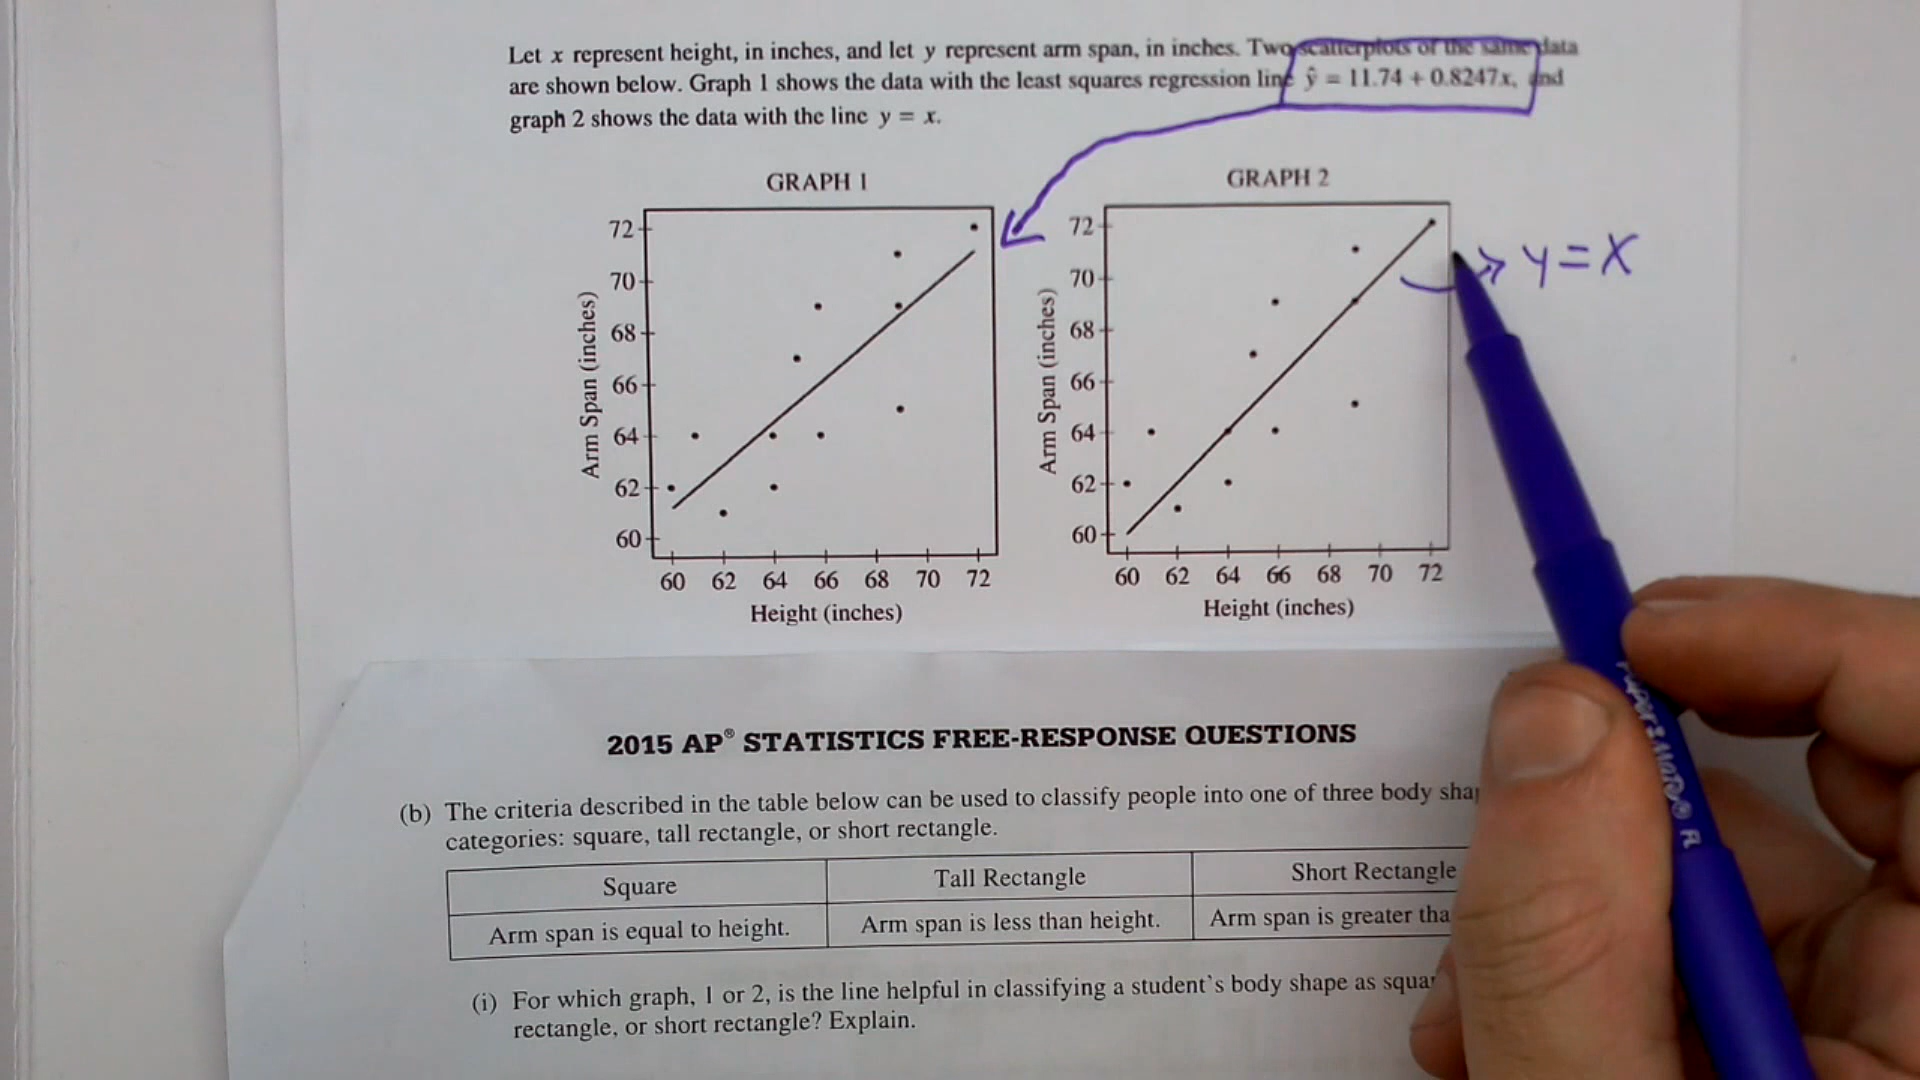 Let x represent height, in inches, and let y represent arm span, in inches. Two scatterplots of the same data
are shown below. Graph 1 shows the data with the least squares regression line ŷ = 11.74 + 0.8247x, and
graph 2 shows the data with the line y = x.
GRAPH 1
72
70
68
66
64
62
60
Arm Span (inches)
60 62 64 66 68 70 72
Height (inches)
GRAPH 2
72
70
68
66
64
62
60
Arm Span (inches)
60 62 64 66 68 70 72
Height (inches)
y = x
2015 AP® STATISTICS FREE-RESPONSE QUESTIONS
(b) The criteria described in the table below can be used to classify people into one of three body
categories: square, tall rectangle, or short rectangle.
Square Tall Rectangle Short Rectangle
Arm span is equal to height. Arm span is less than height. Arm span is greater
(i) For which graph, 1 or 2, is the line helpful in classifying a student's body shape as
rectangle, or short rectangle? Explain.